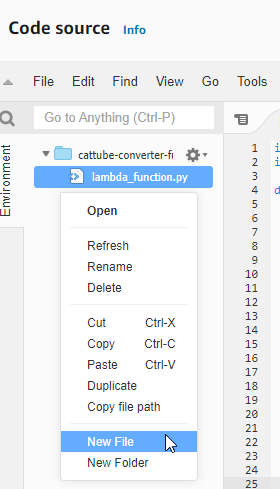 Code source Info
File Edit Find View Go Tools
Go to Anything (Ctrl-P)
Environment
cattube-converter-fu
lambda_function.py
Open
Refresh
Rename
Delete
Cut Ctrl-X
Copy Ctrl-C
Paste Ctrl-V
Duplicate
Copy file path
New File
New Folder
1
2
3
4
5
6
7
8
9
10
11
12
13
14
15
16
17
18
19
20
21
22
23
24
25